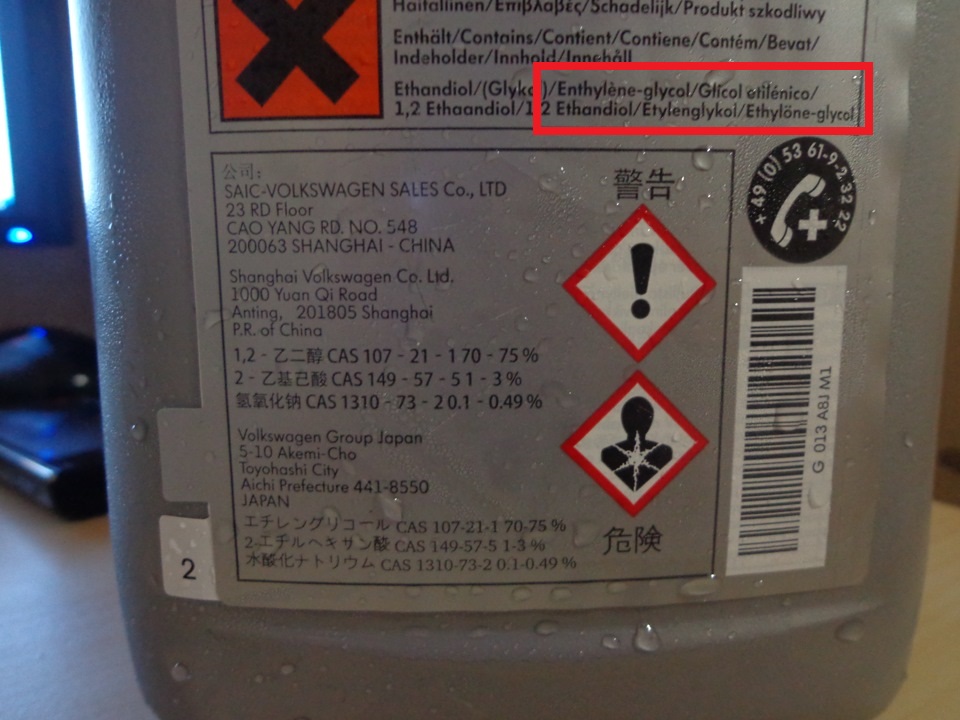 Haitallinen/Επιβλαβές/Schadelijk/Produkt szkodliwy
Enthält/Contains/Contient/Contiene/Contém/Bevat/
Indeholder/Innhold/Innehåll
Ethandiol/(Glykol)/Enthylène-glycol/Glicol etilénico/
1,2 Ethaandiol/1,2 Ethandiol/Etylenglykol/Ethylöne-glycol
+ 49 (0) 53 61-9-2 32 22
公司:
SAIC-VOLKSWAGEN SALES Co., LTD
23 RD Floor
CAO YANG RD. NO. 548
200063 SHANGHAI - CHINA
Shanghai Volkswagen Co. Ltd.
1000 Yuan Qi Road
Anting, 201805 Shanghai
P.R. of China
1,2 - 乙二醇 CAS 107 - 21 - 1 70 - 75 %
2 - 乙基己酸 CAS 149 - 57 - 5 1 - 3 %
氢氧化钠 CAS 1310 - 73 - 2 0.1 - 0.49 %
Volkswagen Group Japan
5-10 Akemi-Cho
Toyohashi City
Aichi Prefecture 441-8550
JAPAN
エチレングリコール CAS 107-21-1 70-75 %
2-エチルヘキサン酸 CAS 149-57-5 1-3 %
水酸化ナトリウム CAS 1310-73-2 0.1-0.49 %
警告
危険
G 013 A8J M1
2